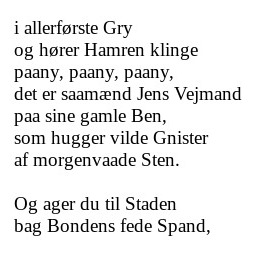 i allerførste Gry
og hører Hamren klinge
paany, paany, paany,
det er saamænd Jens Vejmand
paa sine gamle Ben,
som hugger vilde Gnister
af morgenvaade Sten.

Og ager du til Staden
bag Bondens fede Spand,